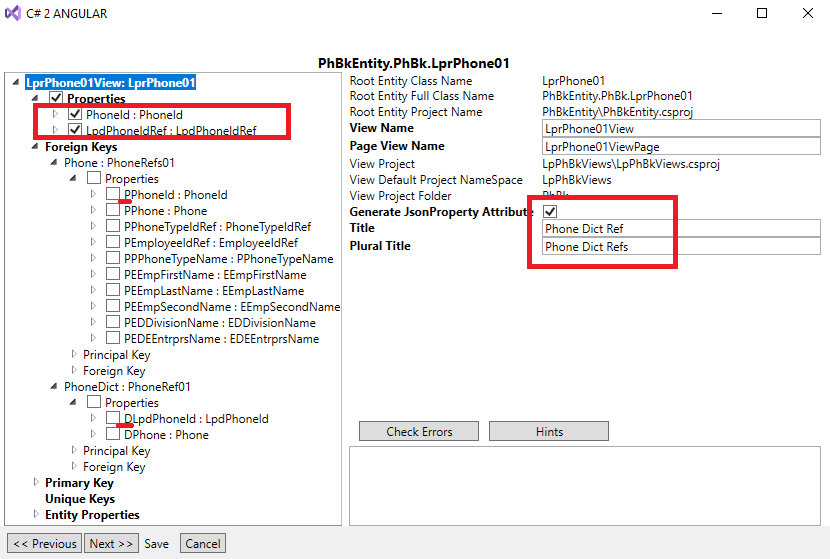 C# 2 ANGULAR
PhBkEntity.PhBk.LprPhone01
LprPhone01View: LprPhone01
Properties
PhoneId : PhoneId
LpdPhoneIdRef : LpdPhoneIdRef
Foreign Keys
Phone : PhoneRefs01
Properties
PPhoneId : PhoneId
PPhone : Phone
PPhoneTypeIdRef : PhoneTypeIdRef
PEmployeeIdRef : EmployeeIdRef
PPPhoneTypeName : PPhoneTypeName
PEEmpFirstName : EEmpFirstName
PEEmpLastName : EEmpLastName
PEEmpSecondName : EEmpSecondName
PEDDivisionName : EDDivisionName
PEDEEntrprsName : EDEEntrprsName
Principal Key
Foreign Key
PhoneDict : PhoneRef01
Properties
DLpdPhoneId : LpdPhoneId
DPhone : Phone
Principal Key
Foreign Key
Primary Key
Unique Keys
Entity Properties
Root Entity Class Name LprPhone01
Root Entity Full Class Name PhBkEntity.PhBk.LprPhone01
Root Entity Project Name PhBkEntity\PhBkEntity.csproj
View Name LprPhone01View
Page View Name LprPhone01ViewPage
View Project LpPhBkViews\LpPhBkViews.csproj
View Default Project NameSpace LpPhBkViews
View Project Folder PhBk
Generate JsonProperty Attribute
Title Phone Dict Ref
Plural Title Phone Dict Refs
Check Errors Hints
<< Previous Next >> Save Cancel